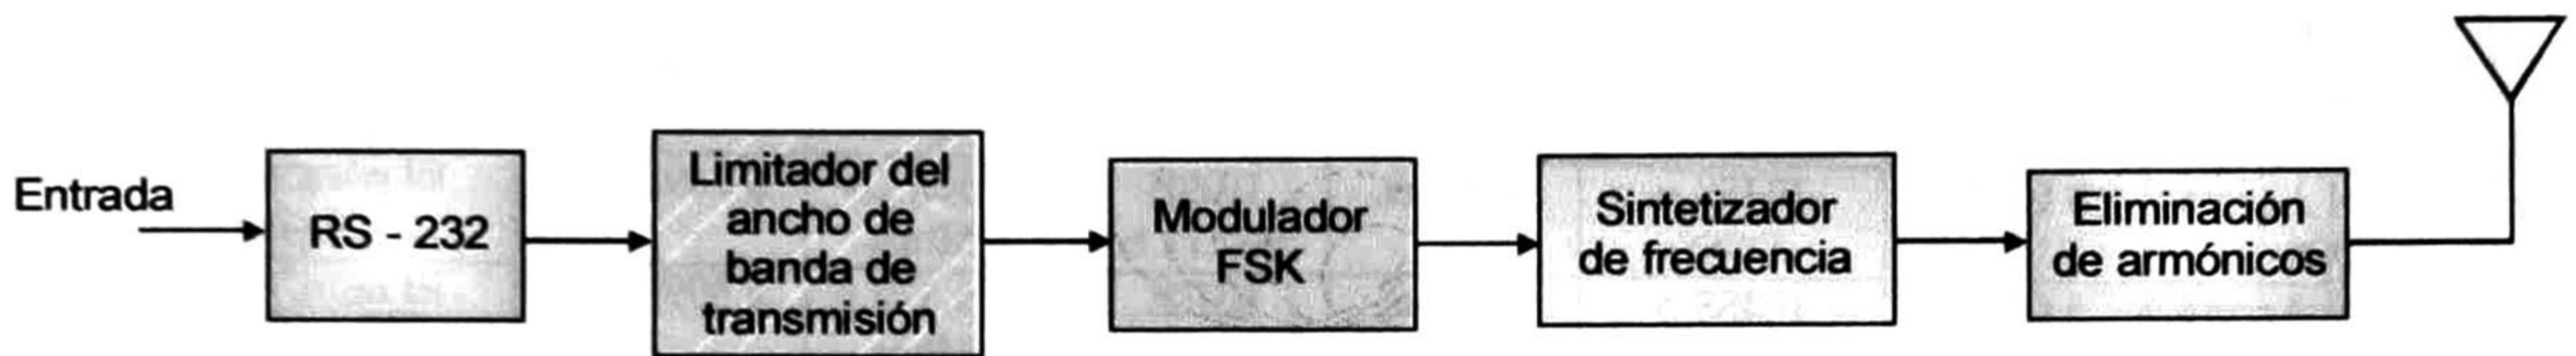 Entrada
RS - 232
Limitador del
ancho de
banda de
transmisión
Modulador
FSK
Sintetizador
de frecuencia
Eliminación
de armónicos